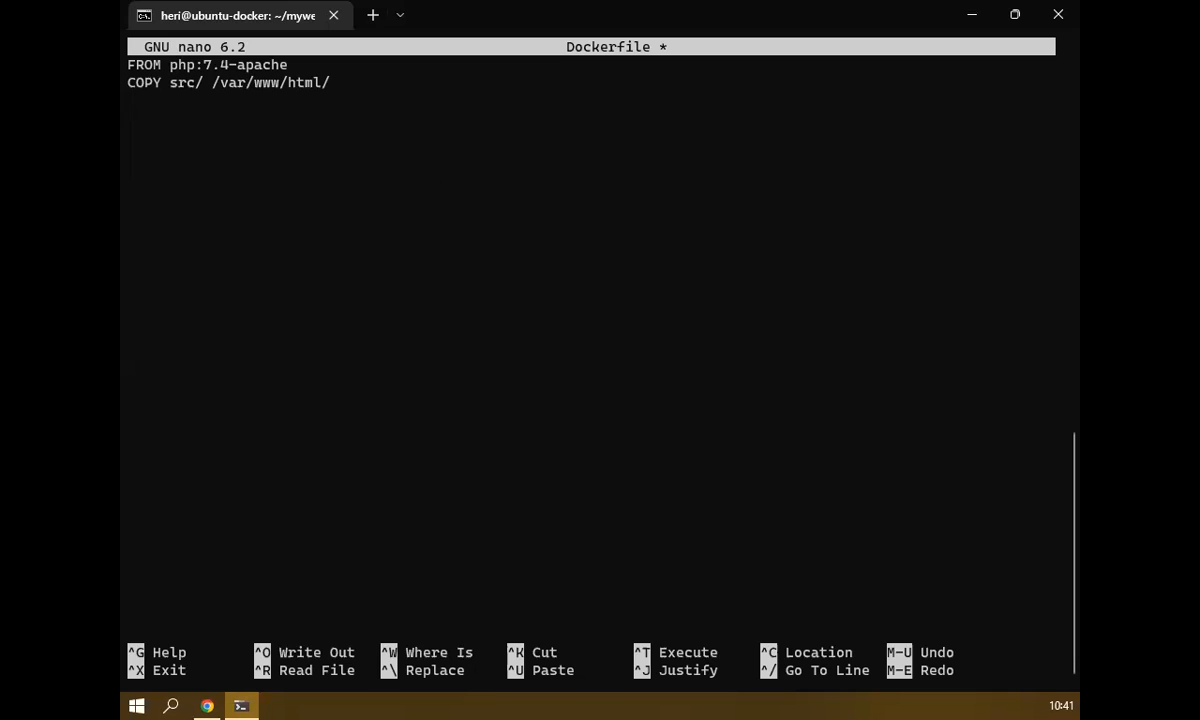 heri@ubuntu-docker: ~/mywe
GNU nano 6.2 Dockerfile *
FROM php:7.4-apache
COPY src/ /var/www/html/
^G Help ^O Write Out ^W Where Is ^K Cut ^T Execute ^C Location M-U Undo
^X Exit ^R Read File ^\ Replace ^U Paste ^J Justify ^/ Go To Line M-E Redo
10:41